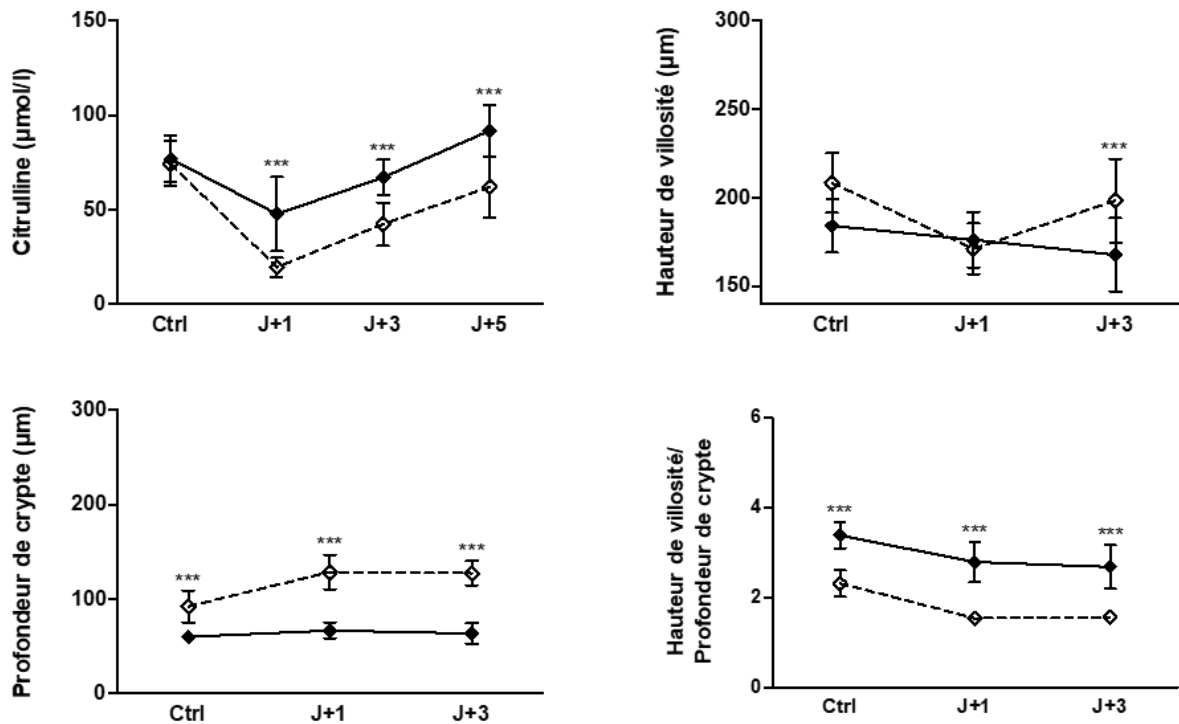 Citrulline (µmol/l)
150
100
50
0
***
***
***
Ctrl J+1 J+3 J+5
Hauteur de villosité (µm)
300
250
200
150
***
Ctrl J+1 J+3
Profondeur de crypte (µm)
300
200
100
0
***
***
***
Ctrl J+1 J+3
Hauteur de villosité/
Profondeur de crypte
6
4
2
0
***
***
***
Ctrl J+1 J+3